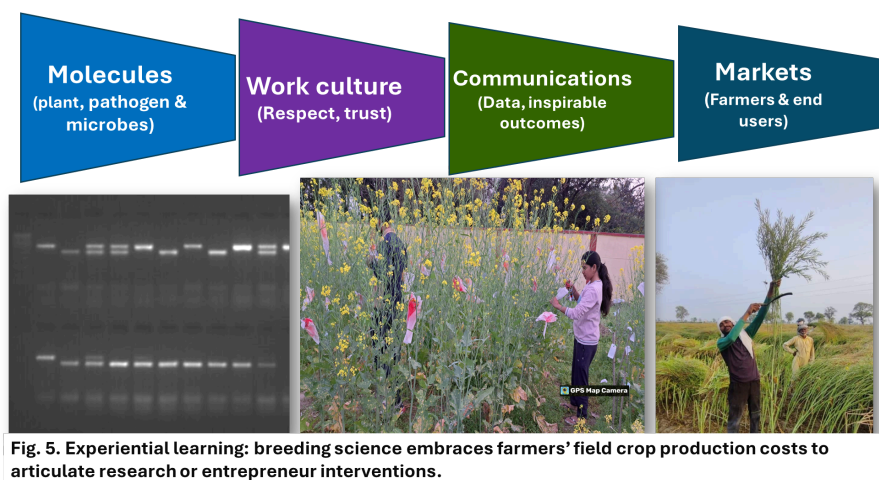 Molecules
(plant, pathogen &
microbes)
Work culture
(Respect, trust)
Communications
(Data, inspirable
outcomes)
Markets
(Farmers & end
users)
GPS Map Camera
Fig. 5. Experiential learning: breeding science embraces farmers' field crop production costs to
articulate research or entrepreneur interventions.